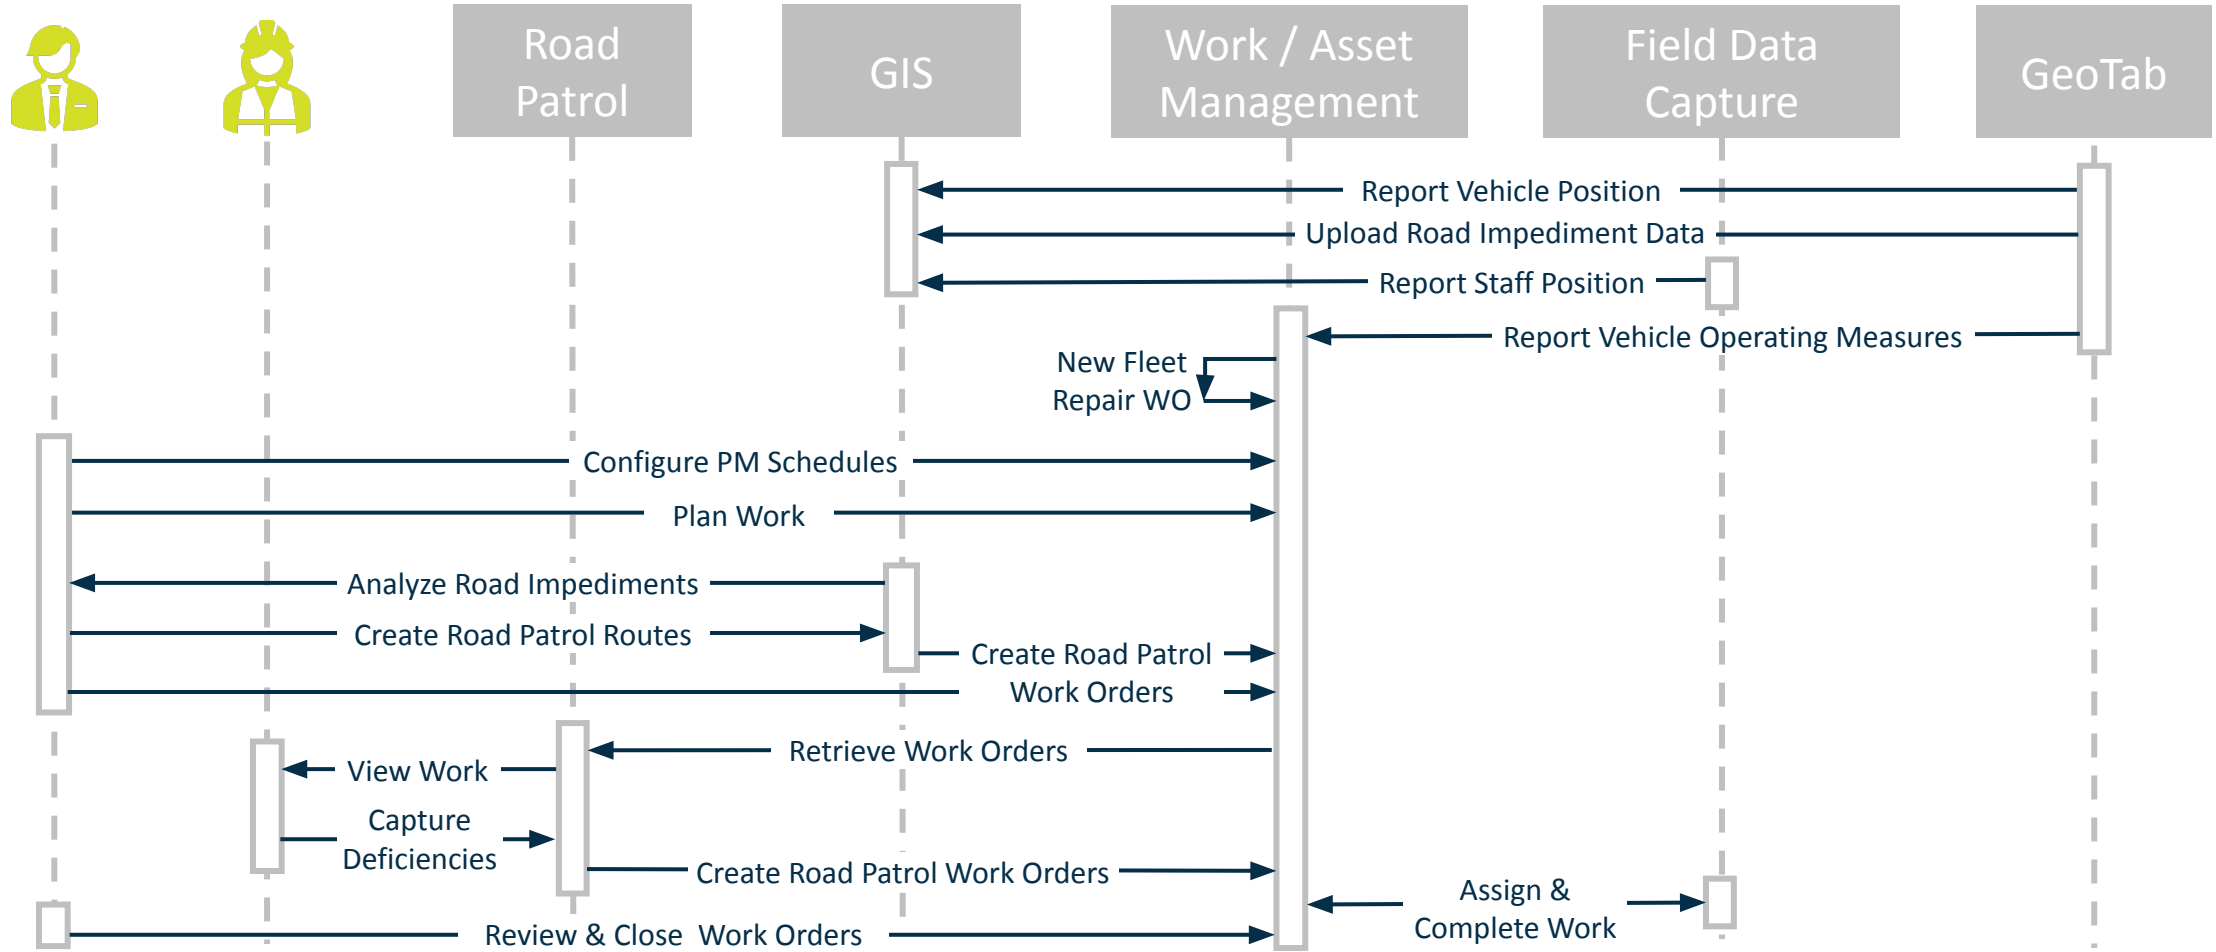 Road
Patrol
GIS
Work / Asset
Management
Field Data
Capture
GeoTab
Report Vehicle Position
Upload Road Impediment Data
Report Staff Position
Report Vehicle Operating Measures
New Fleet
Repair WO
Configure PM Schedules
Plan Work
Analyze Road Impediments
Create Road Patrol Routes
Create Road Patrol
Work Orders
Retrieve Work Orders
View Work
Capture
Deficiencies
Create Road Patrol Work Orders
Assign &
Complete Work
Review & Close Work Orders